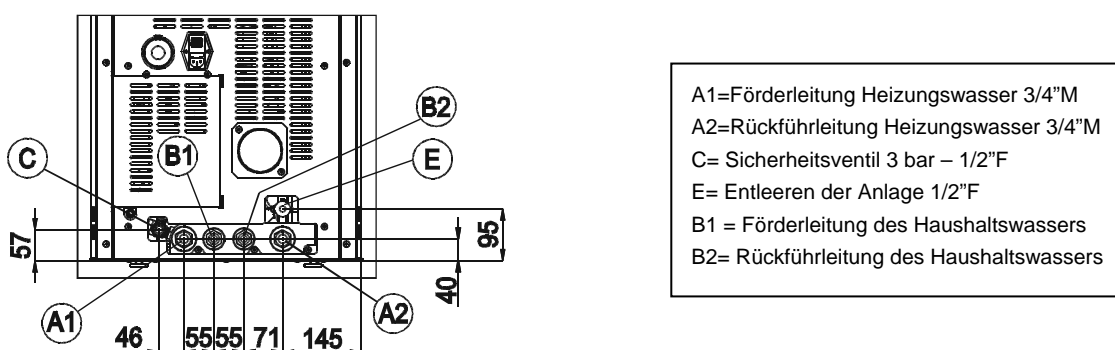 B2
C
B1
E
57
95
40
A1
A2
46
55
55
71
145
A1=Förderleitung Heizungswasser 3/4”M
A2=Rückführleitung Heizungswasser 3/4”M
C= Sicherheitsventil 3 bar – 1/2”F
E= Entleeren der Anlage 1/2”F
B1 = Förderleitung des Haushaltswassers
B2= Rückführleitung des Haushaltswassers